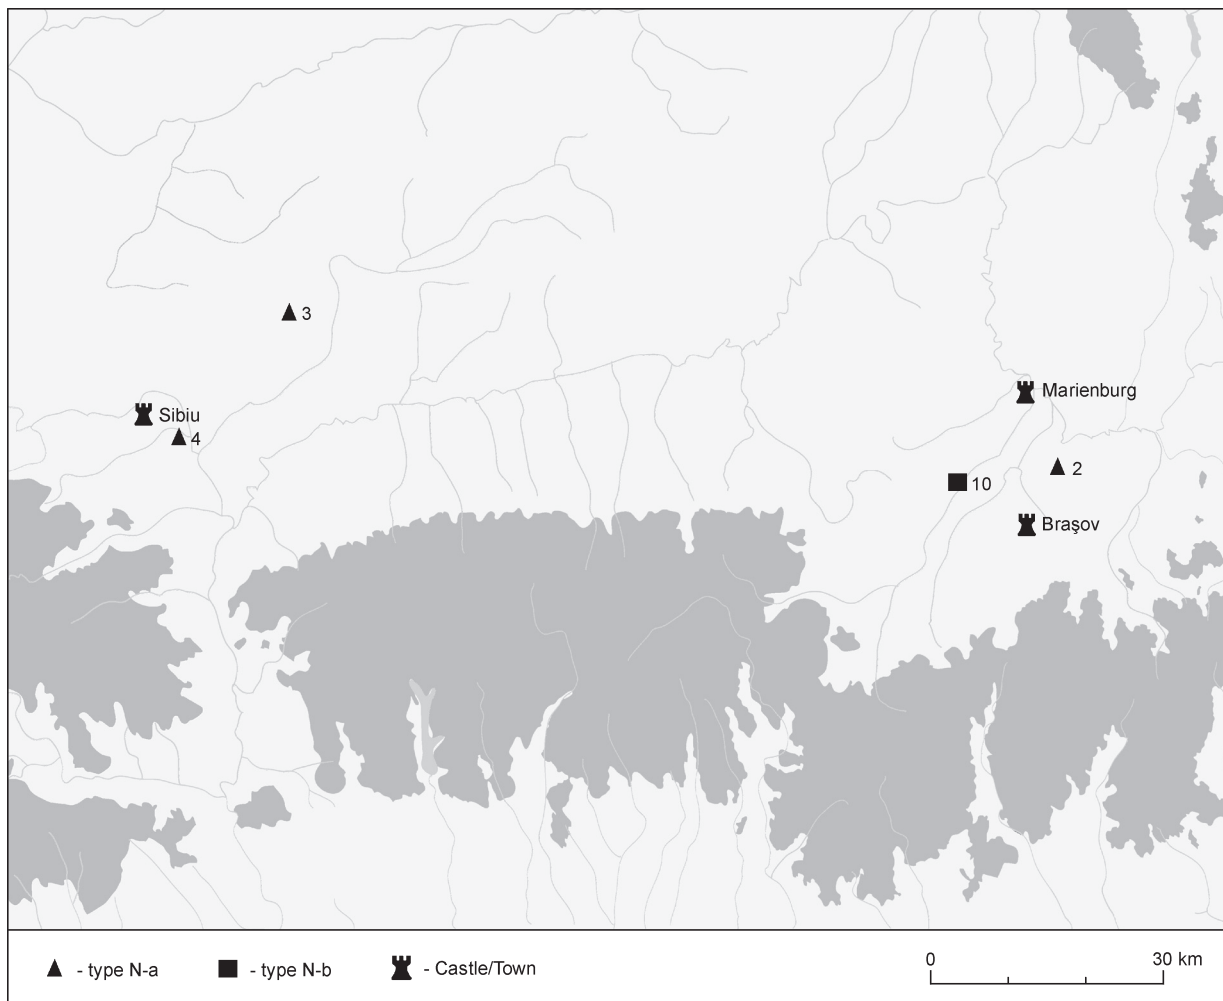 3
Marienburg
Sibiu
4
2
10
Braşov
- type N-a
- type N-b
- Castle/Town
0
30 km